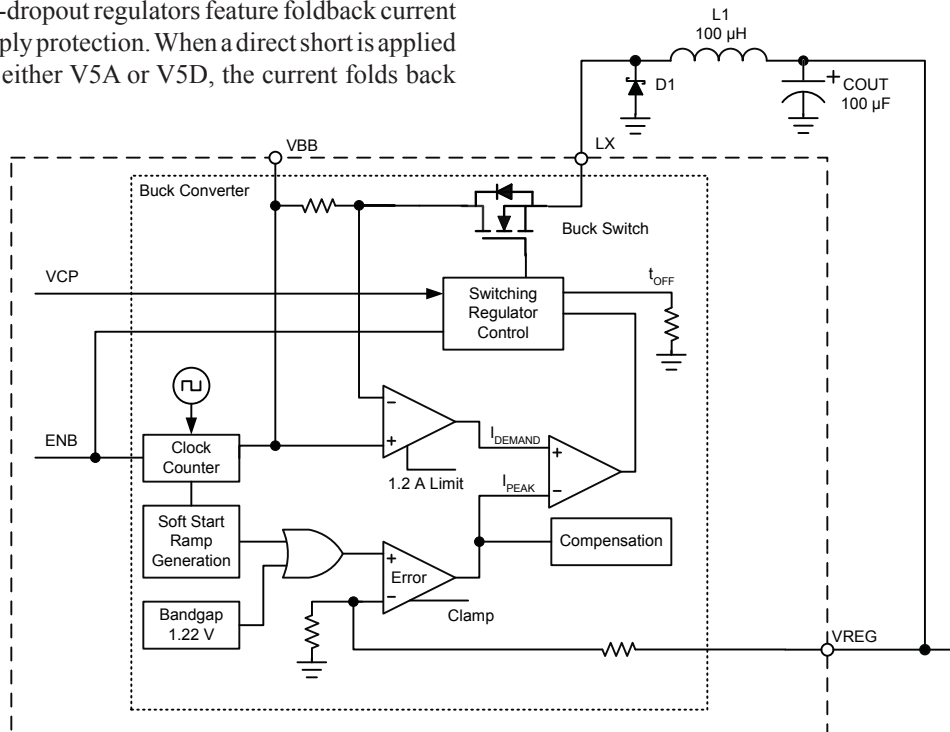 -dropout regulators feature foldback current
ply protection. When a direct short is applied
either V5A or V5D, the current folds back
L1
100 µH
D1
+
COUT
100 µF
VBB
LX
Buck Converter
Buck Switch
VCP
tOFF
Switching
Regulator
Control
ENB
Clock
Counter
−
+
IDEMAND
1.2 A Limit
+
−
IPEAK
Soft Start
Ramp
Generation
Compensation
+
Error
−
Clamp
Bandgap
1.22 V
VREG